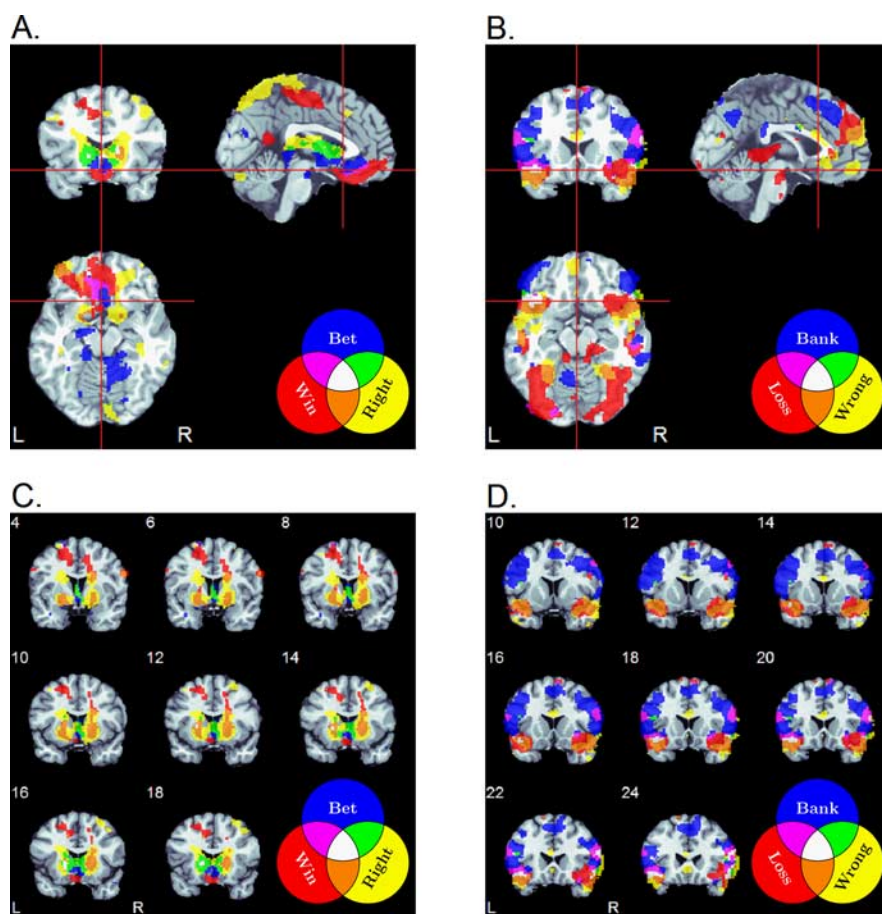 A.
B.
Bet
Win
Right
L R
Bank
Loss
Wrong
L R
C.
D.
4 6 8
10 12 14
16 18
Bet
Win
Right
L R
10 12 14
16 18 20
22 24
Bank
Loss
Wrong
L R